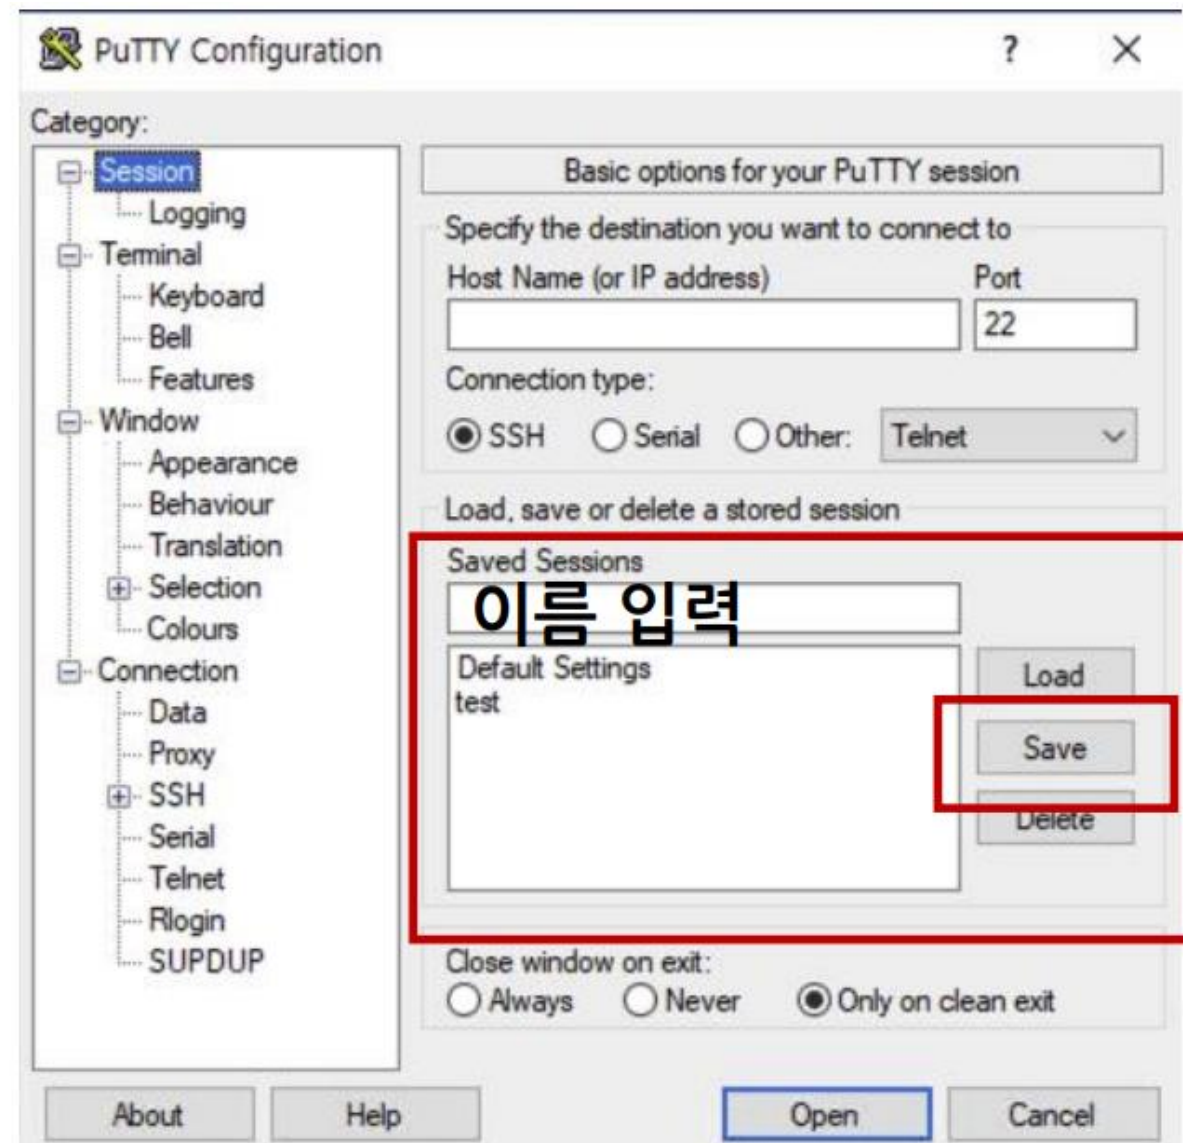 PuTTY Configuration
?
Category:
Session
Logging
Terminal
Keyboard
Bell
Features
Window
Appearance
Behaviour
Translation
Selection
Colours
Connection
Data
Proxy
SSH
Serial
Telnet
Rlogin
SUPDUP
Basic options for your PuTTY session
Specify the destination you want to connect to
Host Name (or IP address) Port
22
Connection type:
SSH Serial Other: Telnet
Load, save or delete a stored session
Saved Sessions
이름 입력
Default Settings
test
Load
Save
Delete
Close window on exit:
Always Never Only on clean exit
About Help Open Cancel